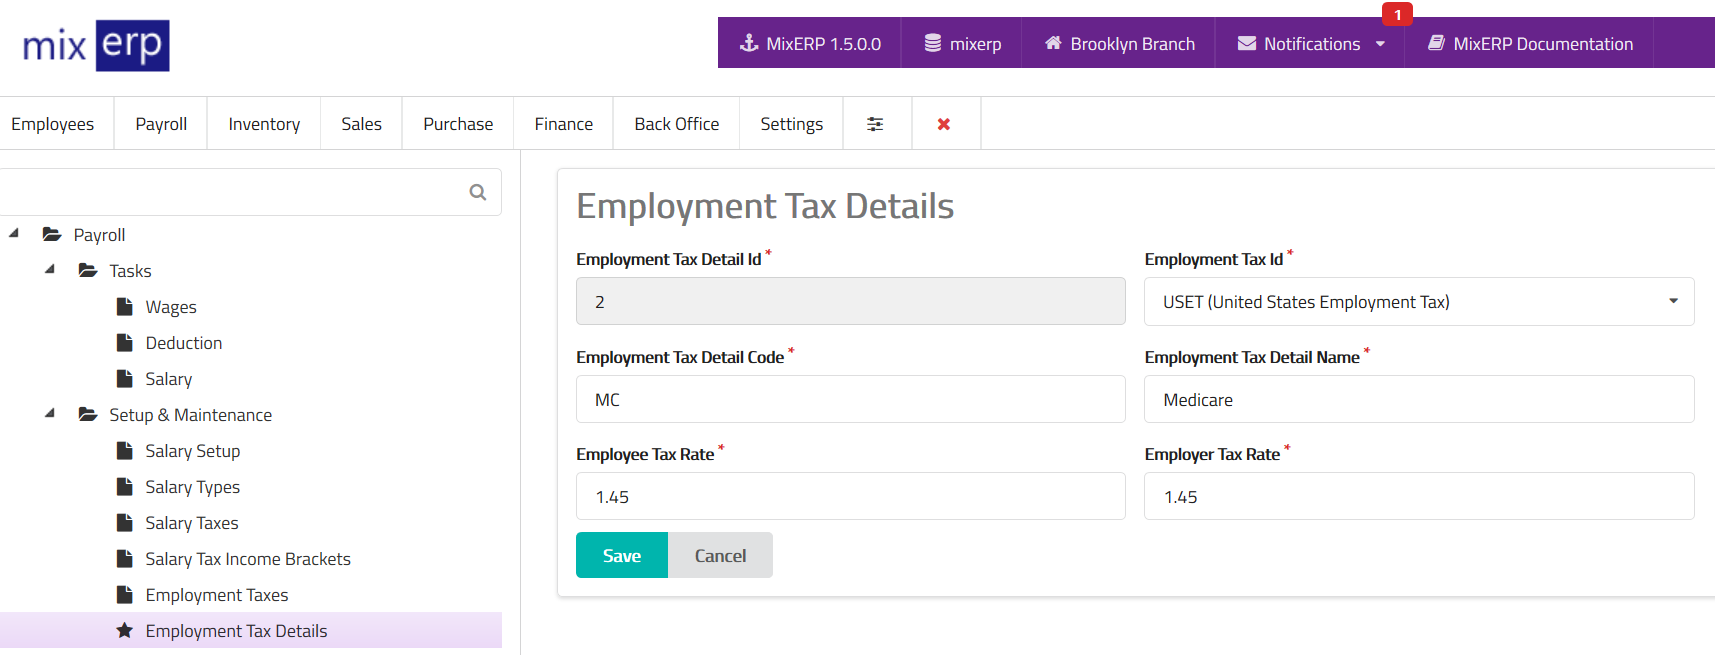 mix erp
1
MixERP 1.5.0.0 mixerp Brooklyn Branch Notifications MixERP Documentation
Employees Payroll Inventory Sales Purchase Finance Back Office Settings
Payroll
Tasks
Wages
Deduction
Salary
Setup & Maintenance
Salary Setup
Salary Types
Salary Taxes
Salary Tax Income Brackets
Employment Taxes
Employment Tax Details
Employment Tax Details
Employment Tax Detail Id * Employment Tax Id *
2 USET (United States Employment Tax)
Employment Tax Detail Code * Employment Tax Detail Name *
MC Medicare
Employee Tax Rate * Employer Tax Rate *
1.45 1.45
Save Cancel